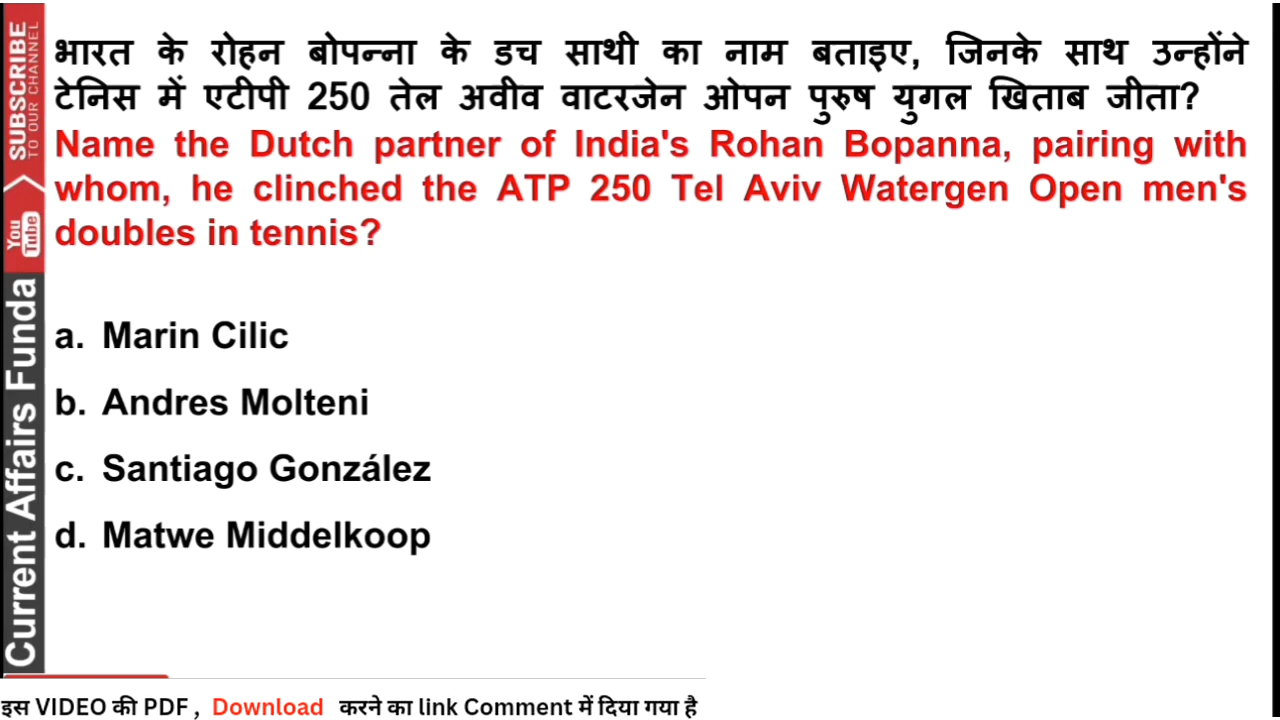 भारत के रोहन बोपन्ना के डच साथी का नाम बताइए, जिनके साथ उन्होंने
टेनिस में एटीपी 250 तेल अवीव वाटरजेन ओपन पुरुष युगल खिताब जीता?
Name the Dutch partner of India's Rohan Bopanna, pairing with
whom, he clinched the ATP 250 Tel Aviv Watergen Open men's
doubles in tennis?
a. Marin Cilic
b. Andres Molteni
c. Santiago González
d. Matwe Middelkoop
SUBSCRIBE
TO OUR CHANNEL
You
Tube
Current Affairs Funda
इस VIDEO की PDF , Download करने का link Comment में दिया गया है